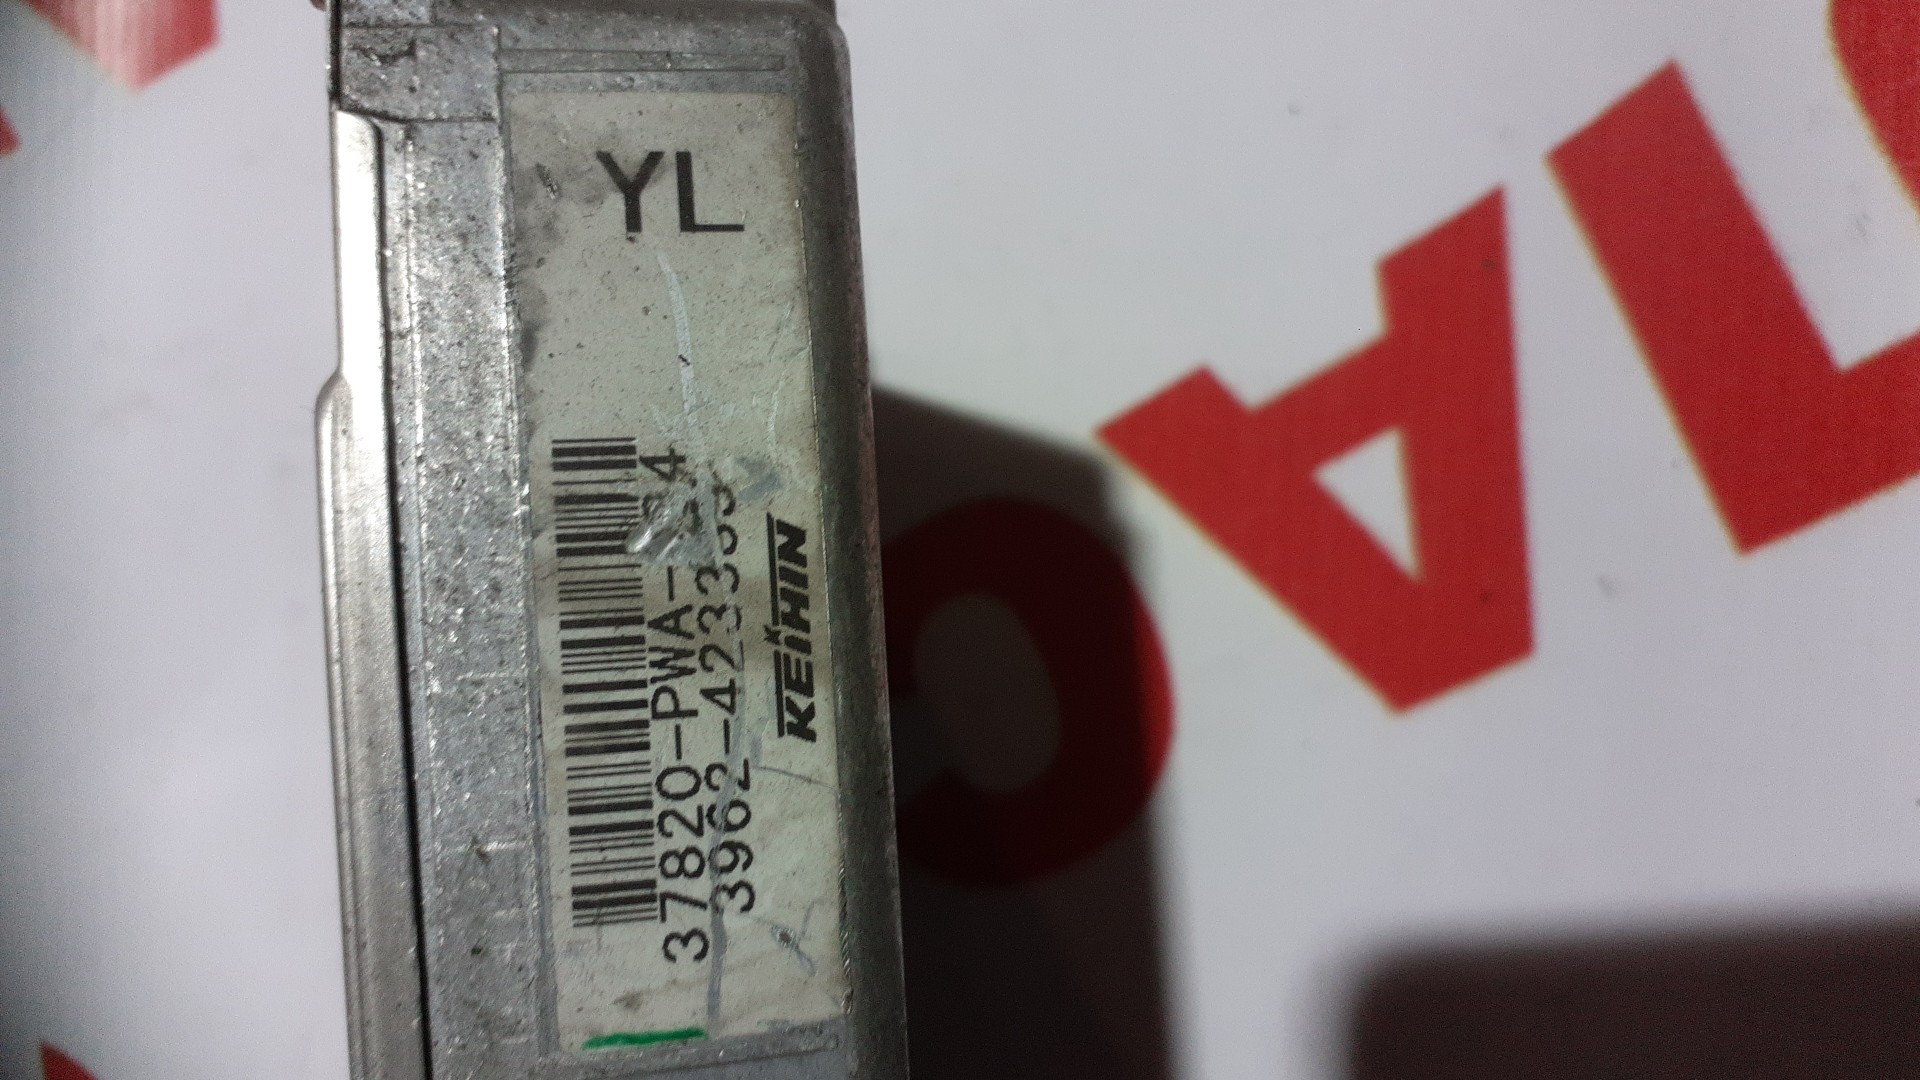 YL
37820-PWA-
3962-4233
KEIHIN